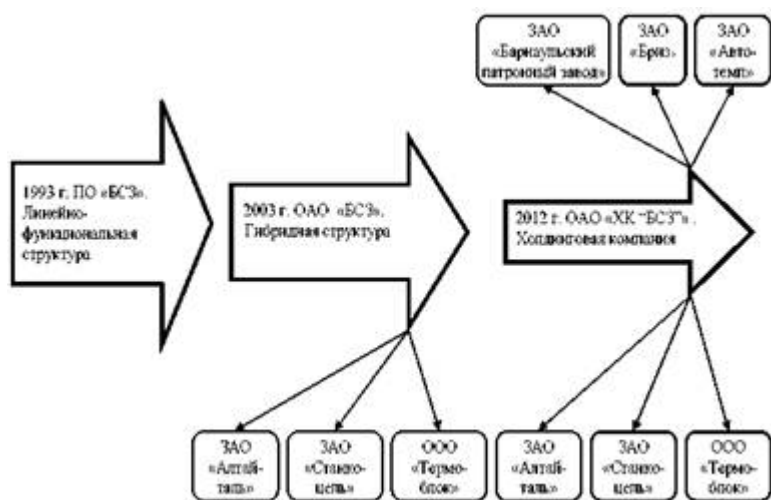 ЗАО
«Барнаульский
патронный завод»
ЗАО
«Бриз»
ЗАО
«Авто-
темп»
1993 г. ПО «БСЗ».
Линейно-
функциональная
структура
2003 г. ОАО «БСЗ».
Гибридная структура
2012 г. ОАО «ХК "БСЗ"».
Холдинговая компания
ЗАО
«Алтай-
таль»
ЗАО
«Станко-
цепь»
ООО
«Термо-
блок»
ЗАО
«Алтай-
таль»
ЗАО
«Станко-
цепь»
ООО
«Термо-
блок»